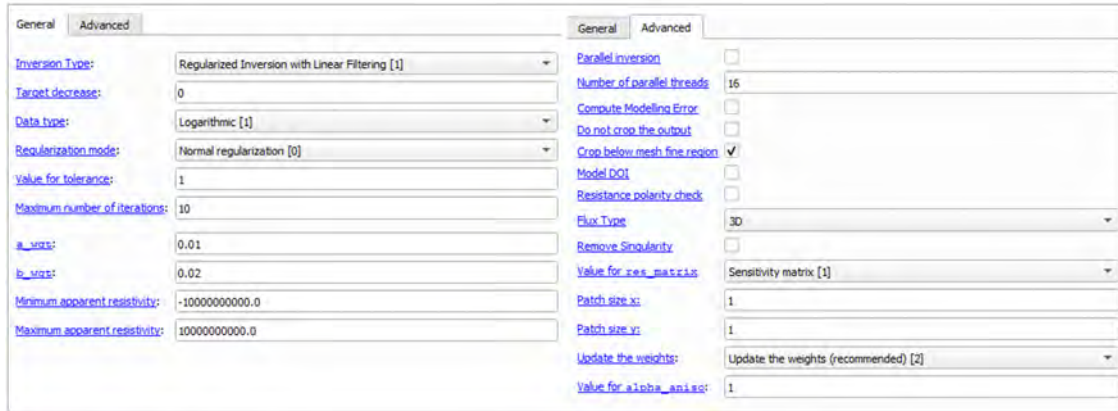 General Advanced
Inversion Type: Regularized Inversion with Linear Filtering [1]
Target decrease: 0
Data type: Logarithmic [1]
Regularization mode: Normal regularization [0]
Value for tolerance: 1
Maximum number of iterations: 10
a_wgt: 0.01
b_wgt: 0.02
Minimum apparent resistivity: -10000000000.0
Maximum apparent resistivity: 10000000000.0
General Advanced
Parallel inversion
Number of parallel threads 16
Compute Modelling Error
Do not crop the output
Crop below mesh fine region
Model DOI
Resistance polarity check
Flux Type 3D
Remove Singularity
Value for res_matrix Sensitivity matrix [1]
Patch size x: 1
Patch size y: 1
Update the weights: Update the weights (recommended) [2]
Value for alpha_aniso: 1